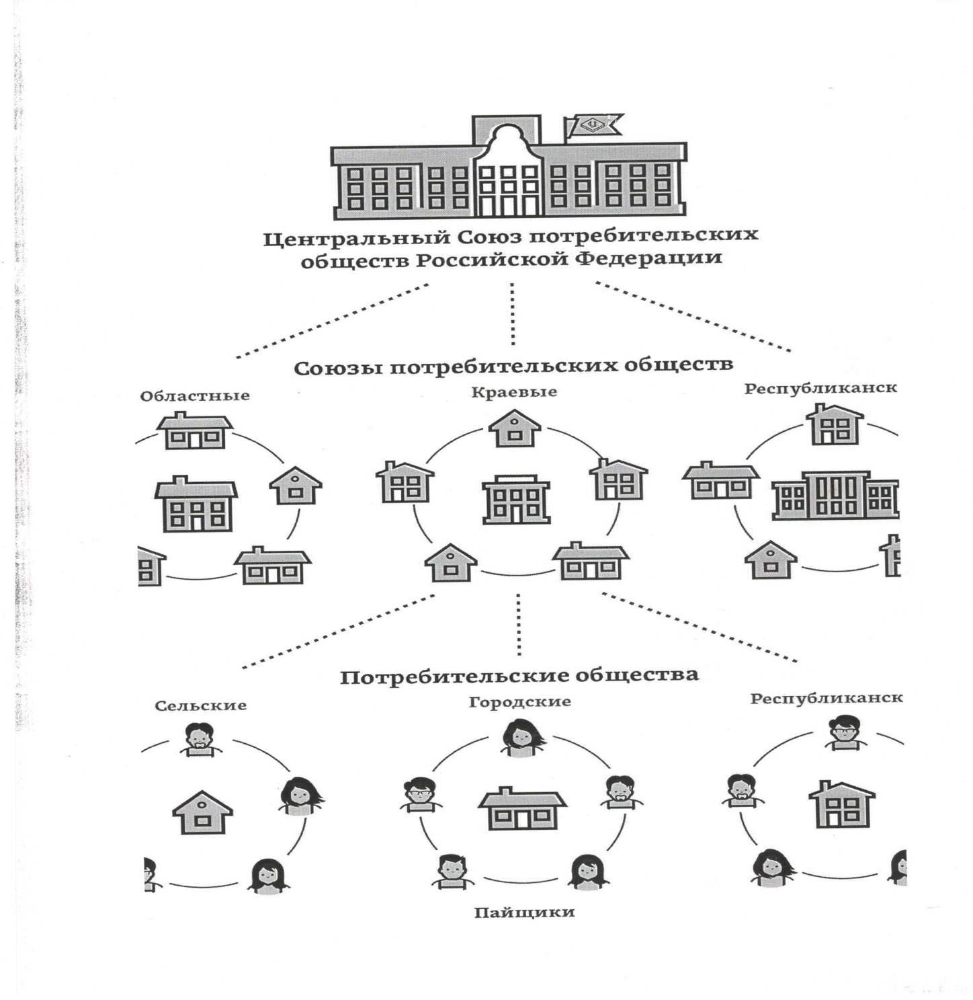 Центральный Союз потребительских
обществ Российской Федерации
Союзы потребительских обществ
Областные
Краевые
Республиканск
Потребительские общества
Сельские
Городские
Республиканск
Пайщики